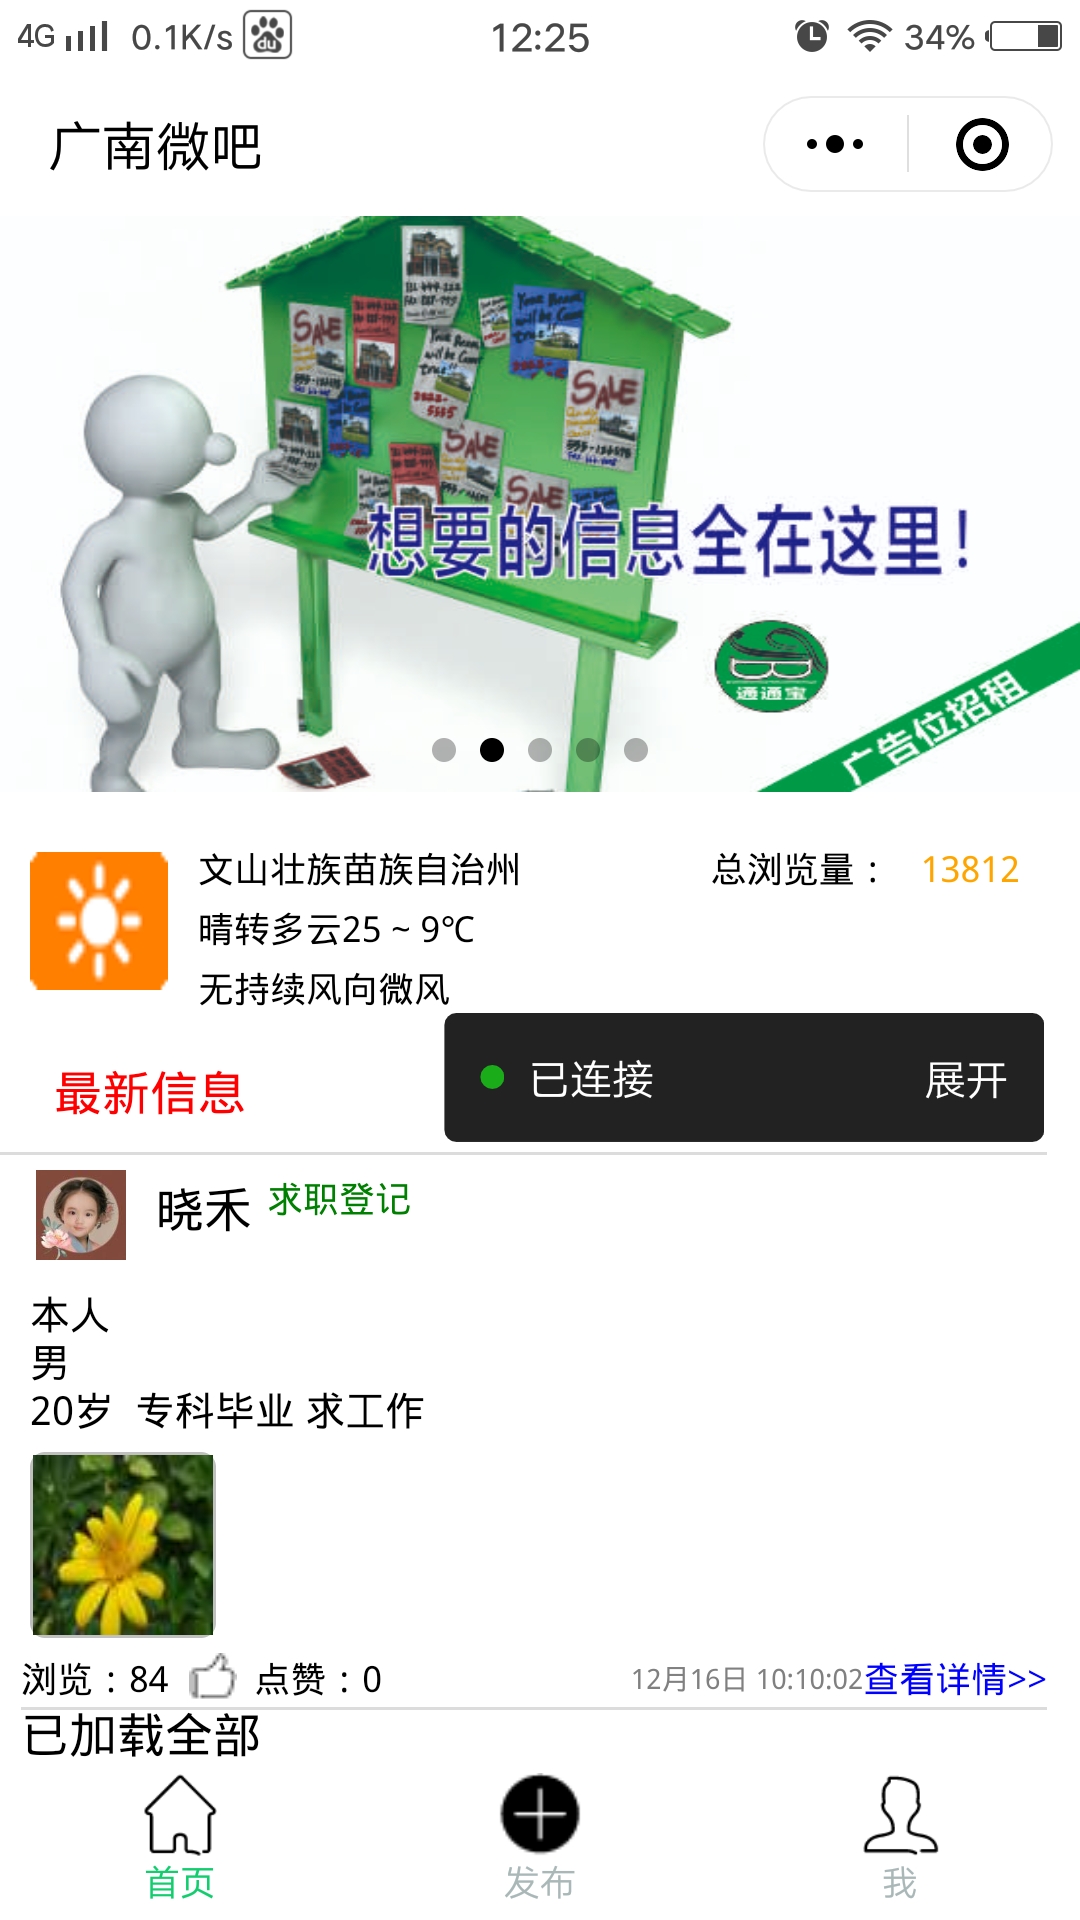 4G 0.1K/s du 12:25 34%
广南微吧
SALE
SALE
SALE
SALE
想要的信息全在这里!
通通宝
广告位招租
文山壮族苗族自治州 总浏览量： 13812
晴转多云25 ~ 9℃
无持续风向微风
已连接 展开
最新信息
晓禾 求职登记
本人
男
20岁 专科毕业 求工作
浏览：84 点赞：0 12月16日 10:10:02查看详情>>
已加载全部
首页 发布 我